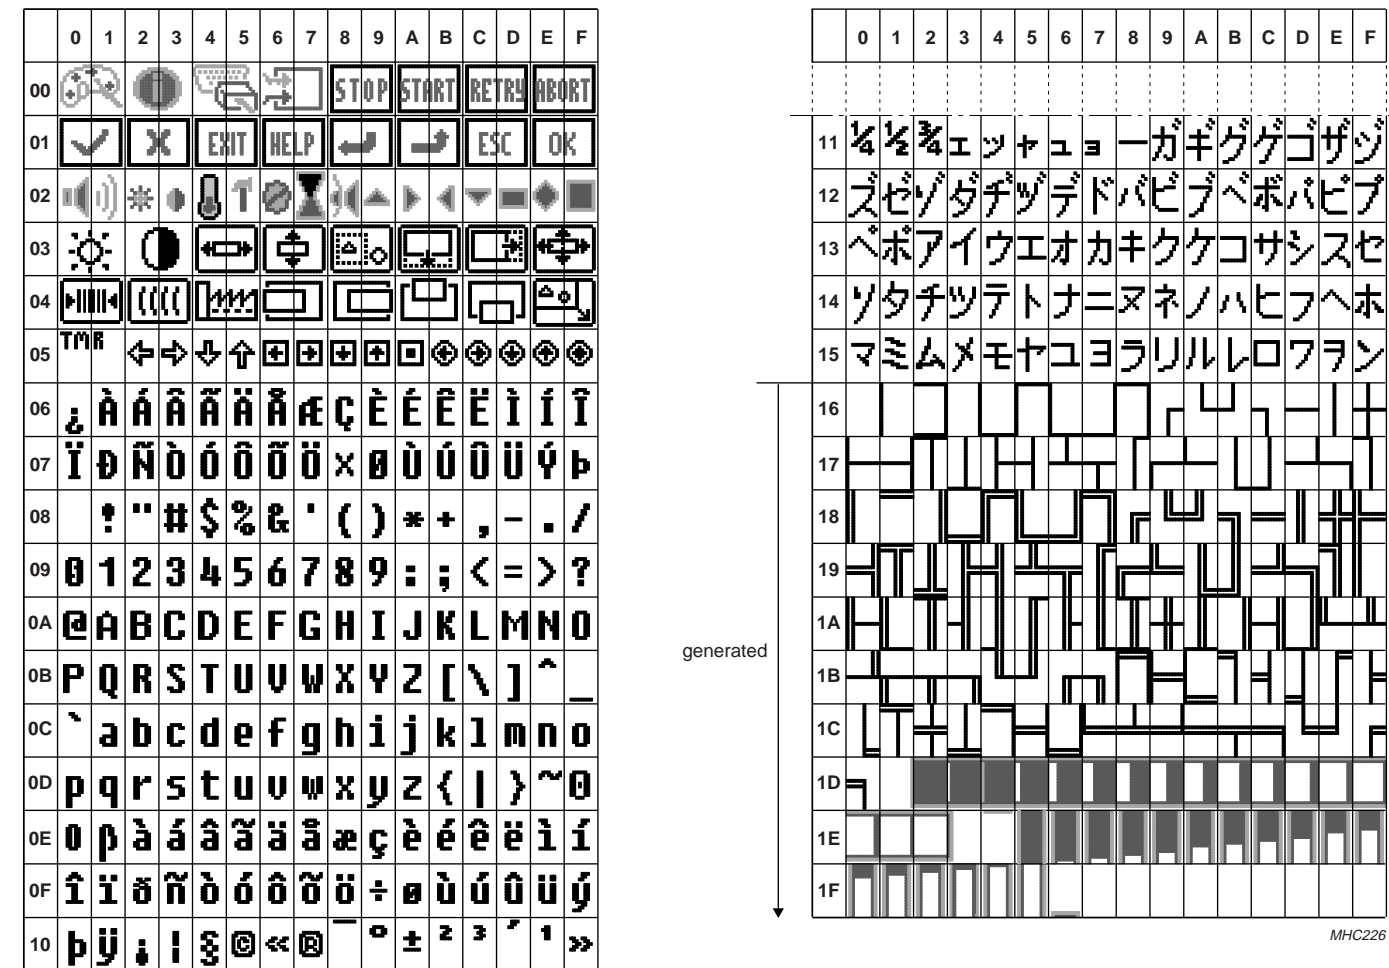 0 1 2 3 4 5 6 7 8 9 A B C D E F
00 STOP START RETRY ABORT
01 EXIT HELP ESC OK
02
03
04
05 TMR
06 ¿ À Á Â Ã Ä Å Æ Ç È É Ê Ë Ì Í Î
07 Ï Ð Ñ Ò Ó Ô Õ Ö × Ø Ù Ú Û Ü Ý Þ
08 ! " # $ % & ' ( ) * + , - . /
09 0 1 2 3 4 5 6 7 8 9 : ; < = > ?
0A @ A B C D E F G H I J K L M N O
0B P Q R S T U V W X Y Z [ \ ] ^ _
0C ` a b c d e f g h i j k l m n o
0D p q r s t u v w x y z { | } ~ 0
0E 0 β à á â ã ä å æ ç è é ê ë ì í
0F î ï ð ñ ò ó ô õ ö ÷ ø ù ú û ü ý
10 þ ÿ ¡ ¦ § © « ® ¯ º ± ² ³ ´ ¹ »
0 1 2 3 4 5 6 7 8 9 A B C D E F
11 ¼ ½ ¾ ェ ッ ャ ュ ョ ー ガ ギ グ ゲ ゴ ザ ジ
12 ズ ゼ ゾ ダ ヂ ヅ デ ド バ ビ ブ ベ ボ パ ピ プ
13 ペ ポ ア イ ウ エ オ カ キ ク ケ コ サ シ ス セ
14 ソ タ チ ツ テ ト ナ ニ ヌ ネ ノ ハ ヒ フ ヘ ホ
15 マ ミ ム メ モ ヤ ユ ヨ ラ リ ル レ ロ ワ ヲ ン
16
17
18
19
1A
generated
1B
1C
1D
1E
1F
MHC226